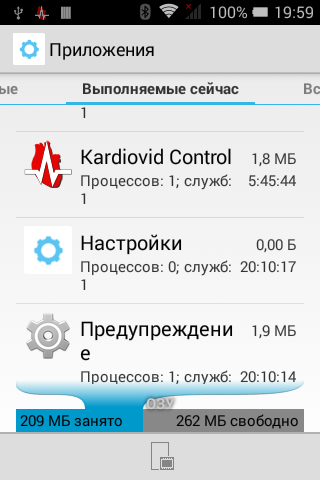 100% 19:59
Приложения
ые Выполняемые сейчас Вс
1
Kardiovid Control 1,8 МБ
Процессов: 1; служб: 5:45:44
1
Настройки 0,00 Б
Процессов: 0; служб: 20:10:17
1
Предупреждени 1,9 МБ
е
Процессов: 1; служб: 20:10:14
ОЗУ
209 МБ занято 262 МБ свободно